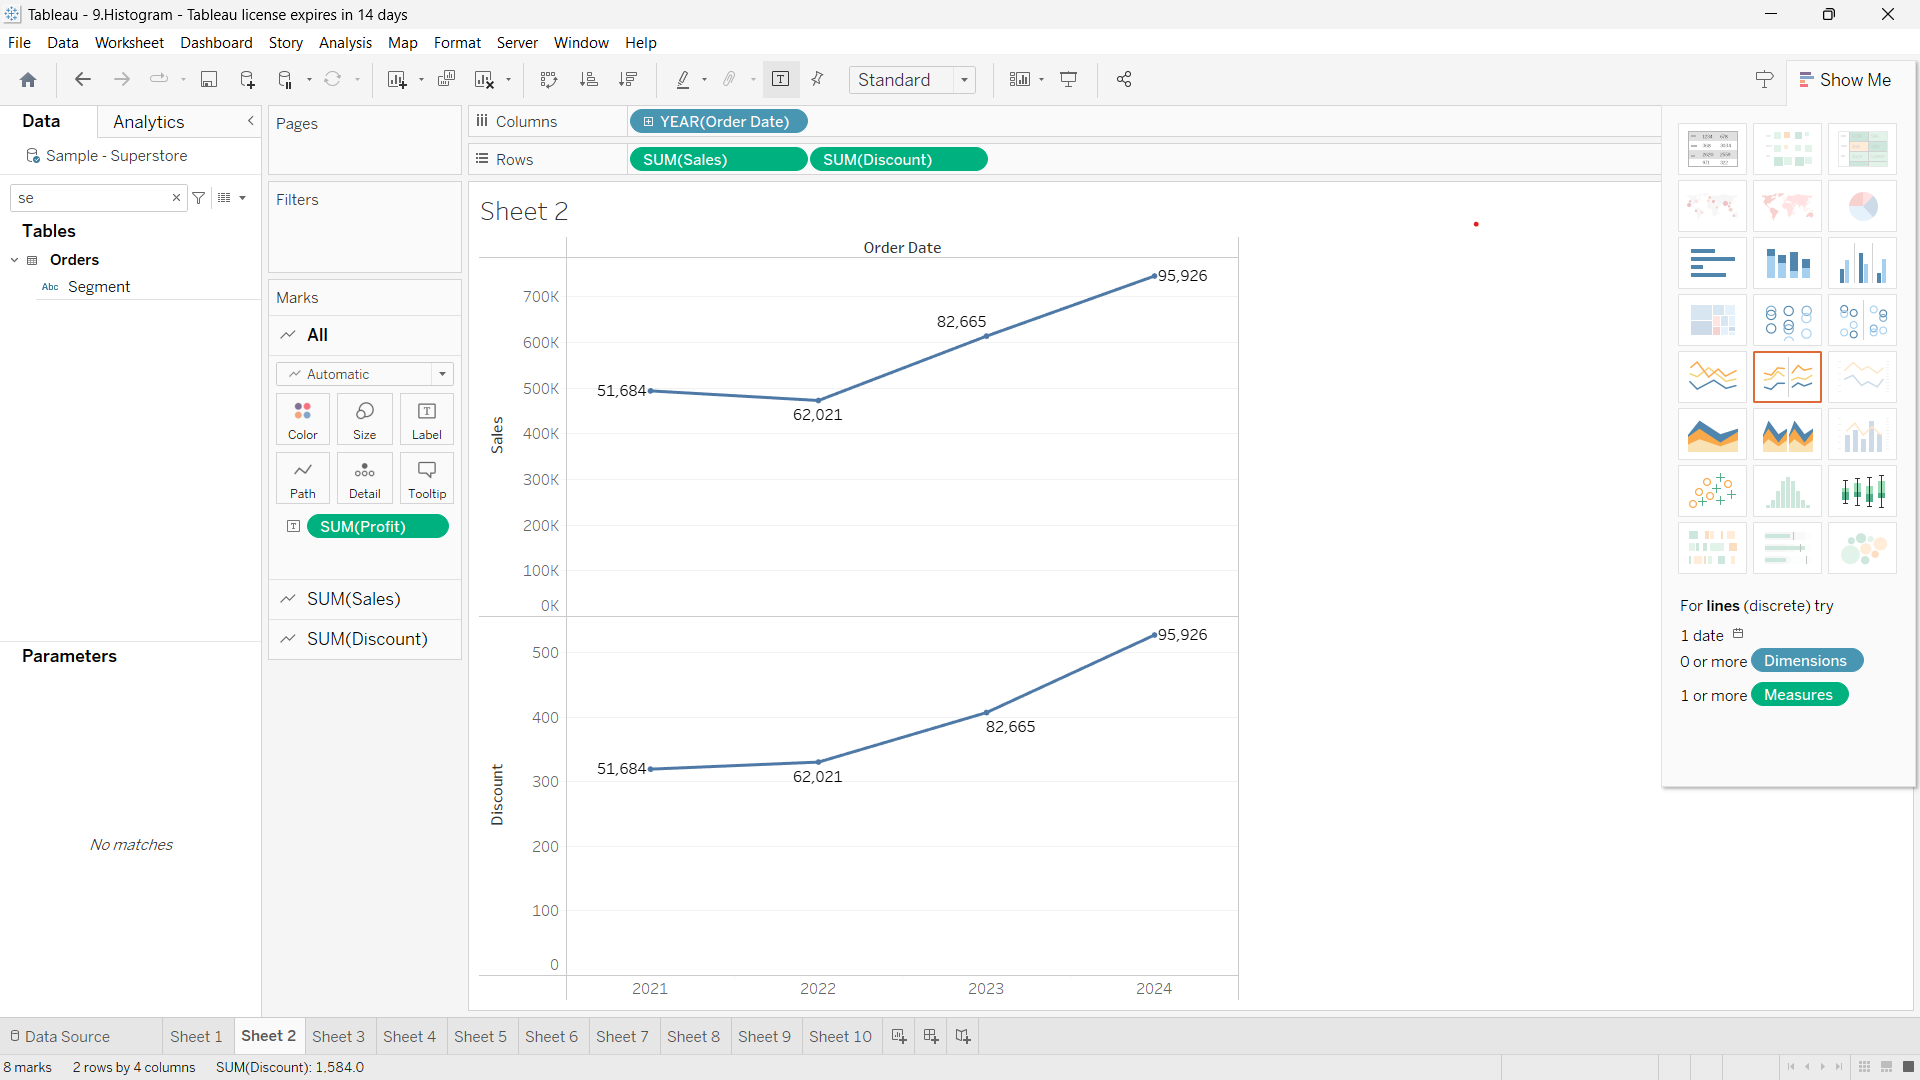 Tableau - 9.Histogram - Tableau license expires in 14 days
File Data Worksheet Dashboard Story Analysis Map Format Server Window Help
Standard
Show Me
Data
Analytics
Sample - Superstore
se
Tables
Orders
Abc Segment
Parameters
No matches
Pages
Filters
Marks
All
Automatic
Color Size Label
Path Detail Tooltip
SUM(Profit)
SUM(Sales)
SUM(Discount)
Columns YEAR(Order Date)
Rows SUM(Sales) SUM(Discount)
Sheet 2
Order Date
Sales
700K
600K
500K
400K
300K
200K
100K
0K
51,684
62,021
82,665
95,926
Discount
500
400
300
200
100
0
51,684
62,021
82,665
95,926
2021 2022 2023 2024
For lines (discrete) try
1 date
0 or more Dimensions
1 or more Measures
Data Source Sheet 1 Sheet 2 Sheet 3 Sheet 4 Sheet 5 Sheet 6 Sheet 7 Sheet 8 Sheet 9 Sheet 10
8 marks 2 rows by 4 columns SUM(Discount): 1,584.0